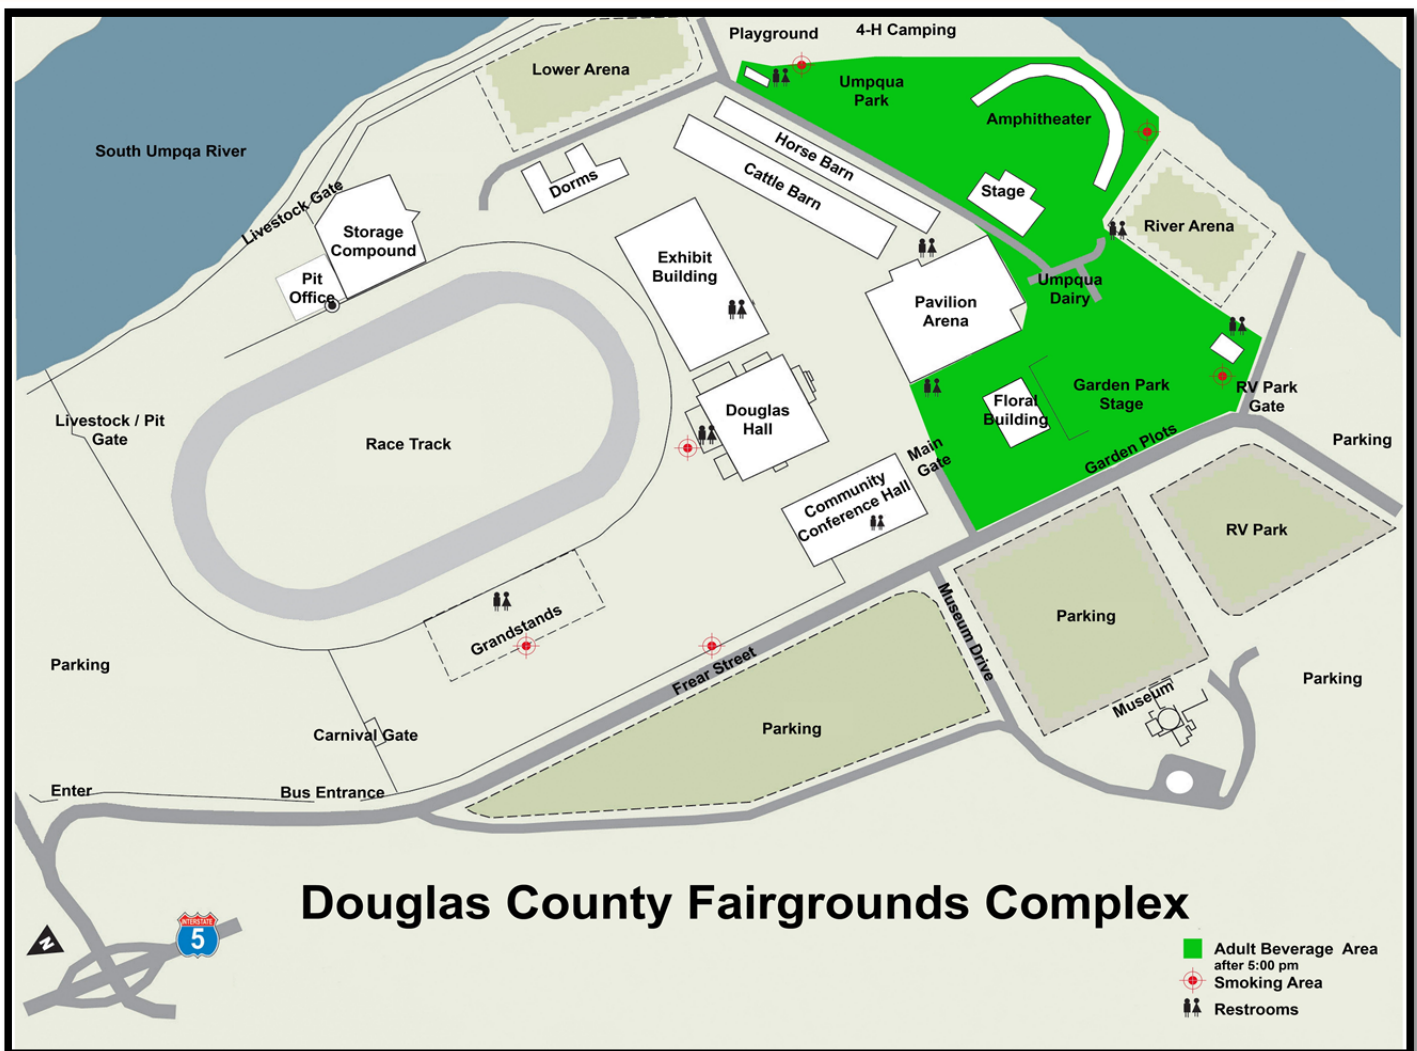 Playground
4-H Camping
Lower Arena
Umpqua
Park
Amphitheater
South Umpqa River
Horse Barn
Cattle Barn
Dorms
Stage
Livestock Gate
Storage
Compound
River Arena
Exhibit
Building
Pit
Office
Umpqua
Dairy
Pavilion
Arena
Garden Park
Stage
RV Park
Gate
Floral
Building
Livestock / Pit
Gate
Douglas
Hall
Race Track
Main
Gate
Garden Plots
Parking
Community
Conference Hall
RV Park
Grandstands
Museum Drive
Parking
Parking
Frear Street
Parking
Museum
Parking
Carnival Gate
Enter
Bus Entrance
Douglas County Fairgrounds Complex
INTERSTATE
5
N
Adult Beverage Area
after 5:00 pm
Smoking Area
Restrooms